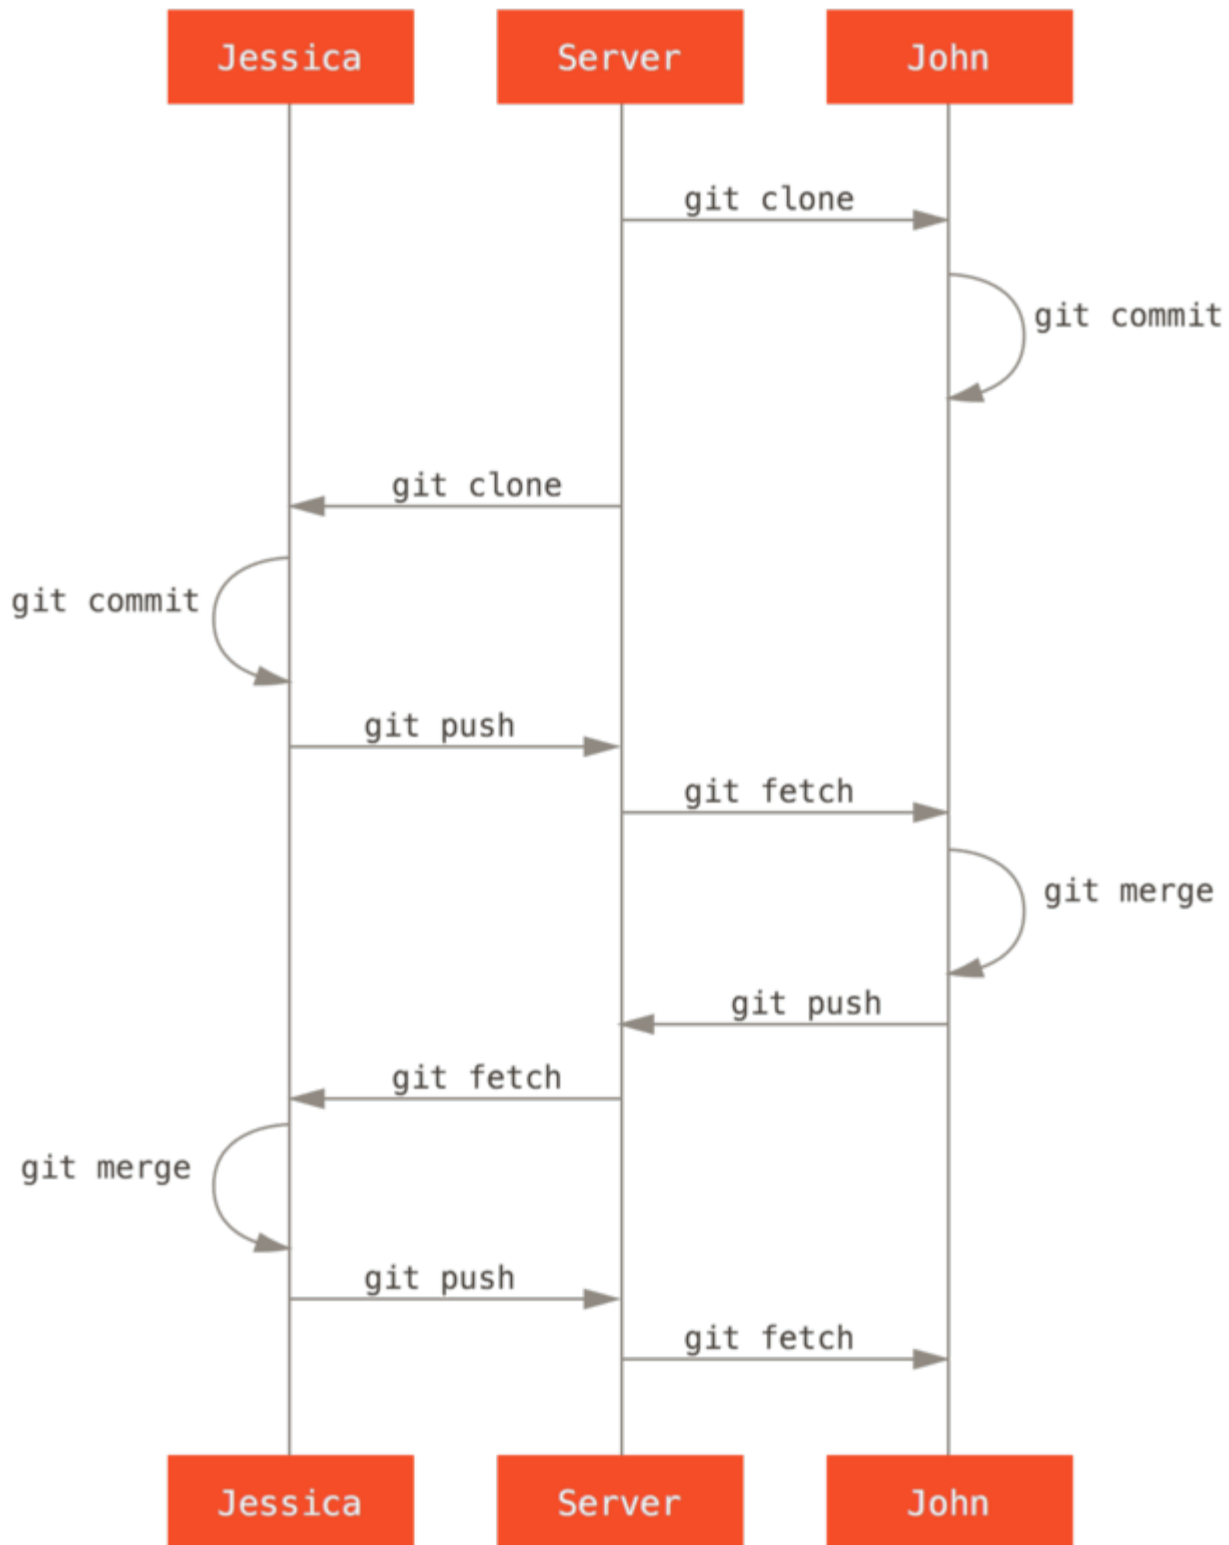 Jessica
Server
John
git clone
git commit
git clone
git commit
git push
git fetch
git merge
git push
git fetch
git merge
git push
git fetch
Jessica
Server
John